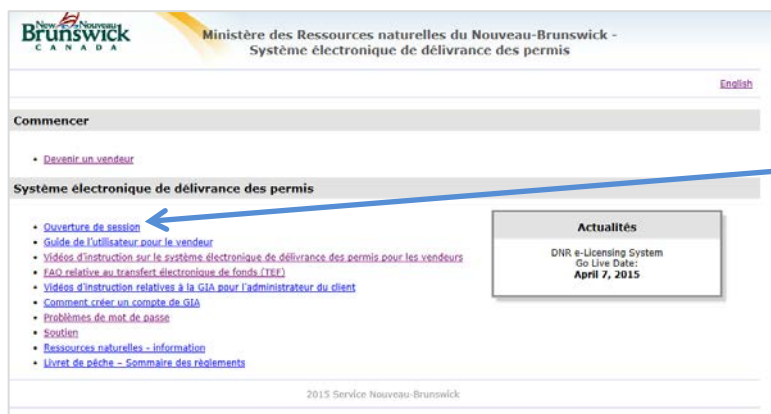 New Nouveau
Brunswick
CANADA
Ministère des Ressources naturelles du Nouveau-Brunswick -
Système électronique de délivrance des permis
English
Commencer
• Devenir un vendeur
Système électronique de délivrance des permis
• Ouverture de session
• Guide de l'utilisateur pour le vendeur
• Vidéos d'instruction sur le système électronique de délivrance des permis pour les vendeurs
• FAQ relative au transfert électronique de fonds (TEF)
• Vidéos d'instruction relatives à la GIA pour l'administrateur du client
• Comment créer un compte de GIA
• Problèmes de mot de passe
• Soutien
• Ressources naturelles - information
• Livret de pêche – Sommaire des règlements
Actualités
DNR e-Licensing System
Go Live Date:
April 7, 2015
2015 Service Nouveau-Brunswick